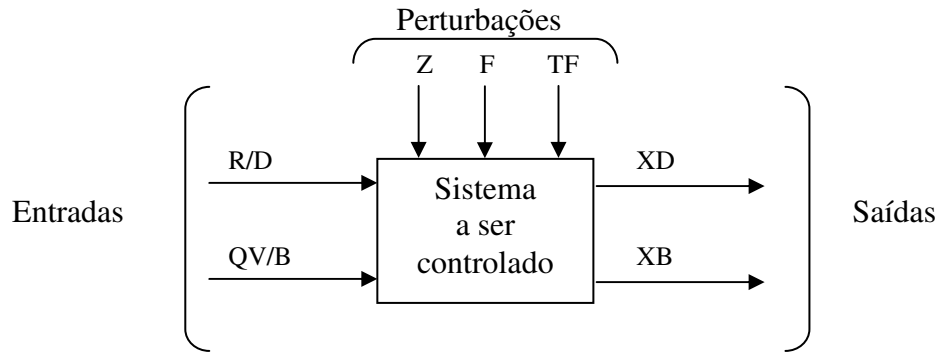 Perturbações
Z F TF
R/D XD
Entradas Sistema a ser controlado Saídas
QV/B XB